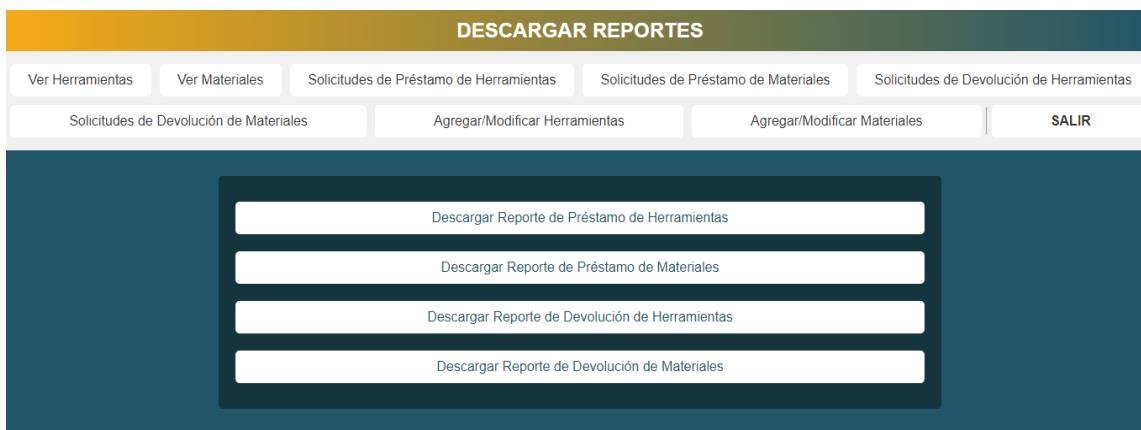 DESCARGAR REPORTES
Ver Herramientas Ver Materiales Solicitudes de Préstamo de Herramientas Solicitudes de Préstamo de Materiales Solicitudes de Devolución de Herramientas
Solicitudes de Devolución de Materiales Agregar/Modificar Herramientas Agregar/Modificar Materiales SALIR
Descargar Reporte de Préstamo de Herramientas
Descargar Reporte de Préstamo de Materiales
Descargar Reporte de Devolución de Herramientas
Descargar Reporte de Devolución de Materiales